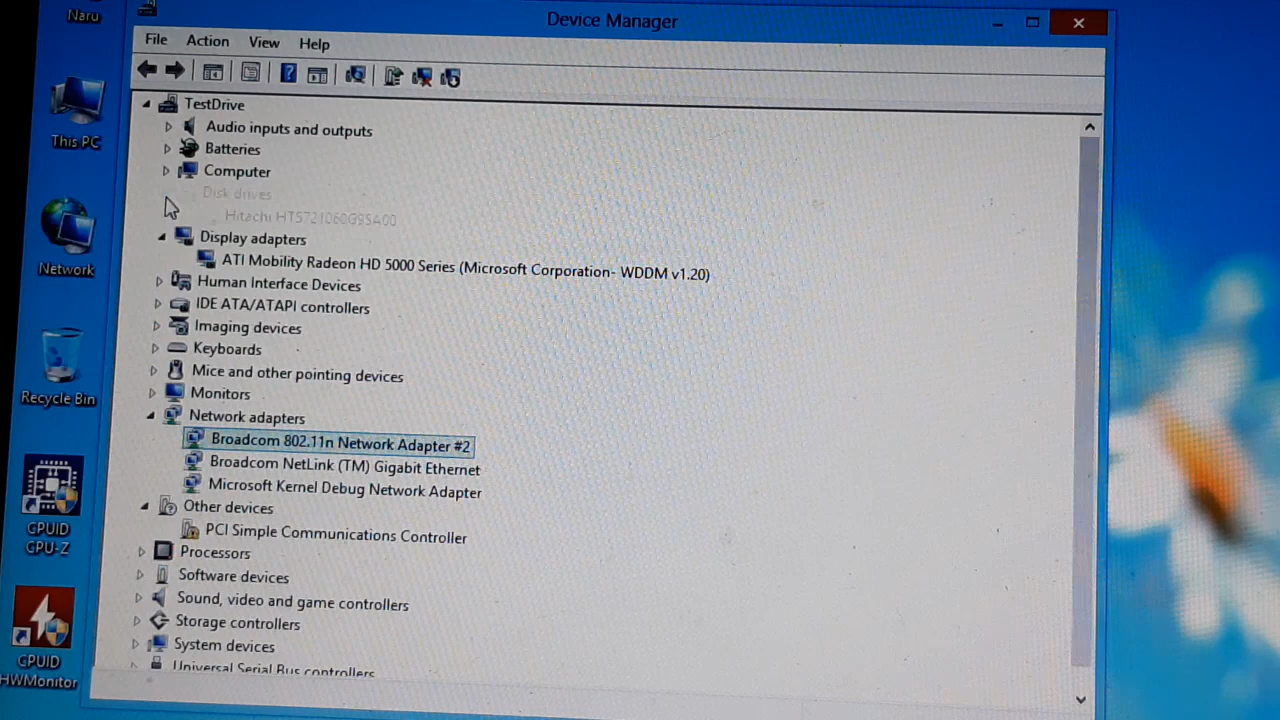 Naru
Device Manager
File Action View Help
TestDrive
Audio inputs and outputs
Batteries
This PC
Computer
Disk drives
Hitachi HTS721060G9SA00
Display adapters
ATI Mobility Radeon HD 5000 Series (Microsoft Corporation- WDDM v1.20)
Network
Human Interface Devices
IDE ATA/ATAPI controllers
Imaging devices
Keyboards
Mice and other pointing devices
Recycle Bin
Monitors
Network adapters
Broadcom 802.11n Network Adapter #2
Broadcom NetLink (TM) Gigabit Ethernet
Microsoft Kernel Debug Network Adapter
Other devices
PCI Simple Communications Controller
GPUID
GPU-Z
Processors
Software devices
Sound, video and game controllers
Storage controllers
System devices
CPUID
HWMonitor
Universal Serial Bus controllers